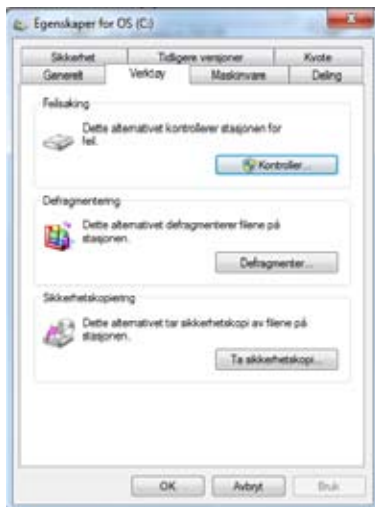 Egenskaper for OS (C:)
Sikkerhet Tidligere versjoner Kvote
Generelt Verktøy Maskinvare Deling
Feilsøking
Dette alternativet kontrollerer stasjonen for
feil.
Kontroller...
Defragmentering
Dette alternativet defragmenterer filene på
stasjonen.
Defragmenter...
Sikkerhetskopiering
Dette alternativet tar sikkerhetskopi av filene på
stasjonen.
Ta sikkerhetskopi...
OK Avbryt Bruk